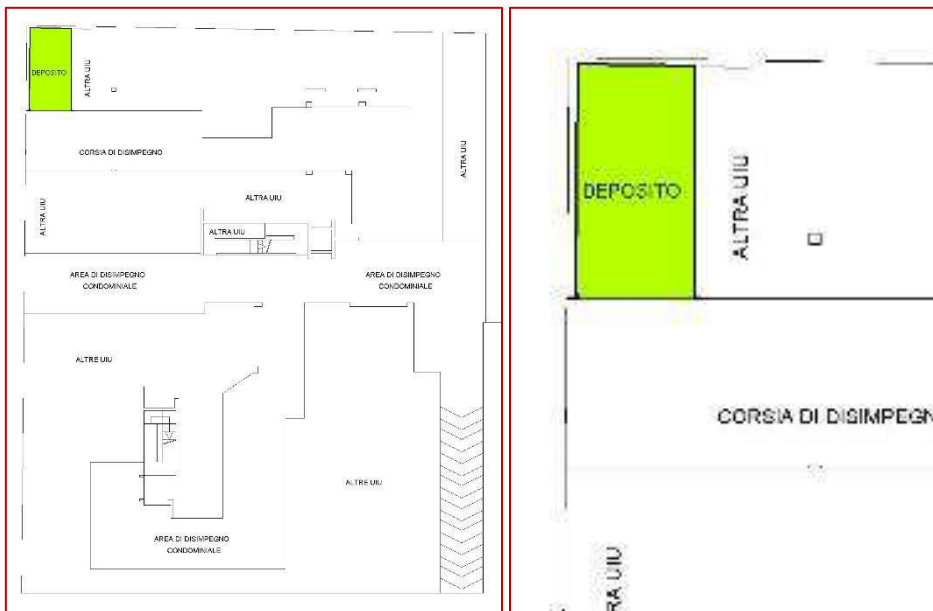 DEPOSITO
ALTRA UIU
CORSIA DI DISIMPEGNO
ALTRA UIU
ALTRA UIU
ALTRA UIU
ALTRA UIU
AREA DI DISIMPEGNO
CONDOMINIALE
AREA DI DISIMPEGNO
CONDOMINIALE
ALTRE UIU
ALTRE UIU
AREA DI DISIMPEGNO
CONDOMINIALE
DEPOSITO
ALTRA UIU
CORSIA DI DISIMPEGN
RA UIU